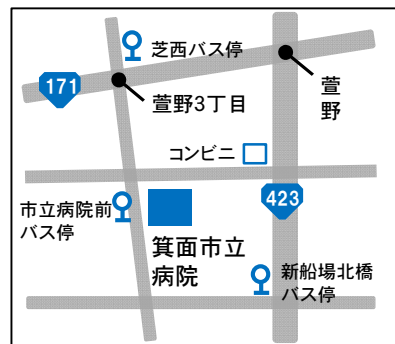 芝西バス停
171
萱野3丁目
萱
野
コンビニ
423
市立病院前
バス停
箕面市立
病院
新船場北橋
バス停